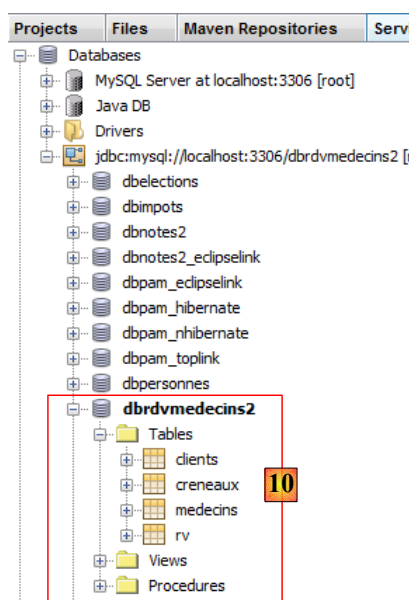 Projects Files Maven Repositories Servi
Databases
MySQL Server at localhost:3306 [root]
Java DB
Drivers
jdbc:mysql://localhost:3306/dbrdvmedecins2 [r
dbelections
dbimpots
dbnotes2
dbnotes2_eclipselink
dbpam_eclipselink
dbpam_hibernate
dbpam_nhibernate
dbpam_toplink
dbpersonnes
dbrdvmedecins2
Tables
clients
creneaux
10
medecins
rv
Views
Procedures